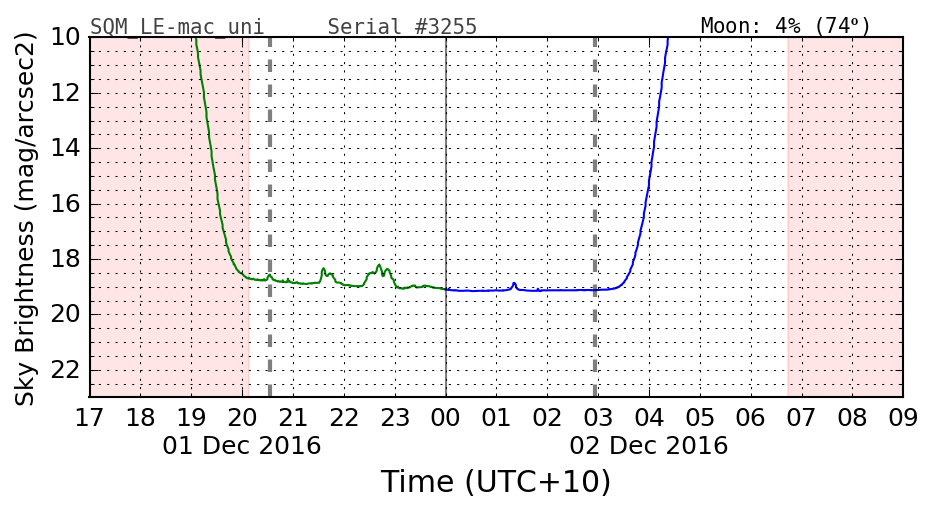 SQM_LE-mac_uni Serial #3255 Moon: 4% (74°)
Sky Brightness (mag/arcsec2)
10
12
14
16
18
20
22
17 18 19 20 21 22 23 00 01 02 03 04 05 06 07 08 09
01 Dec 2016 02 Dec 2016
Time (UTC+10)